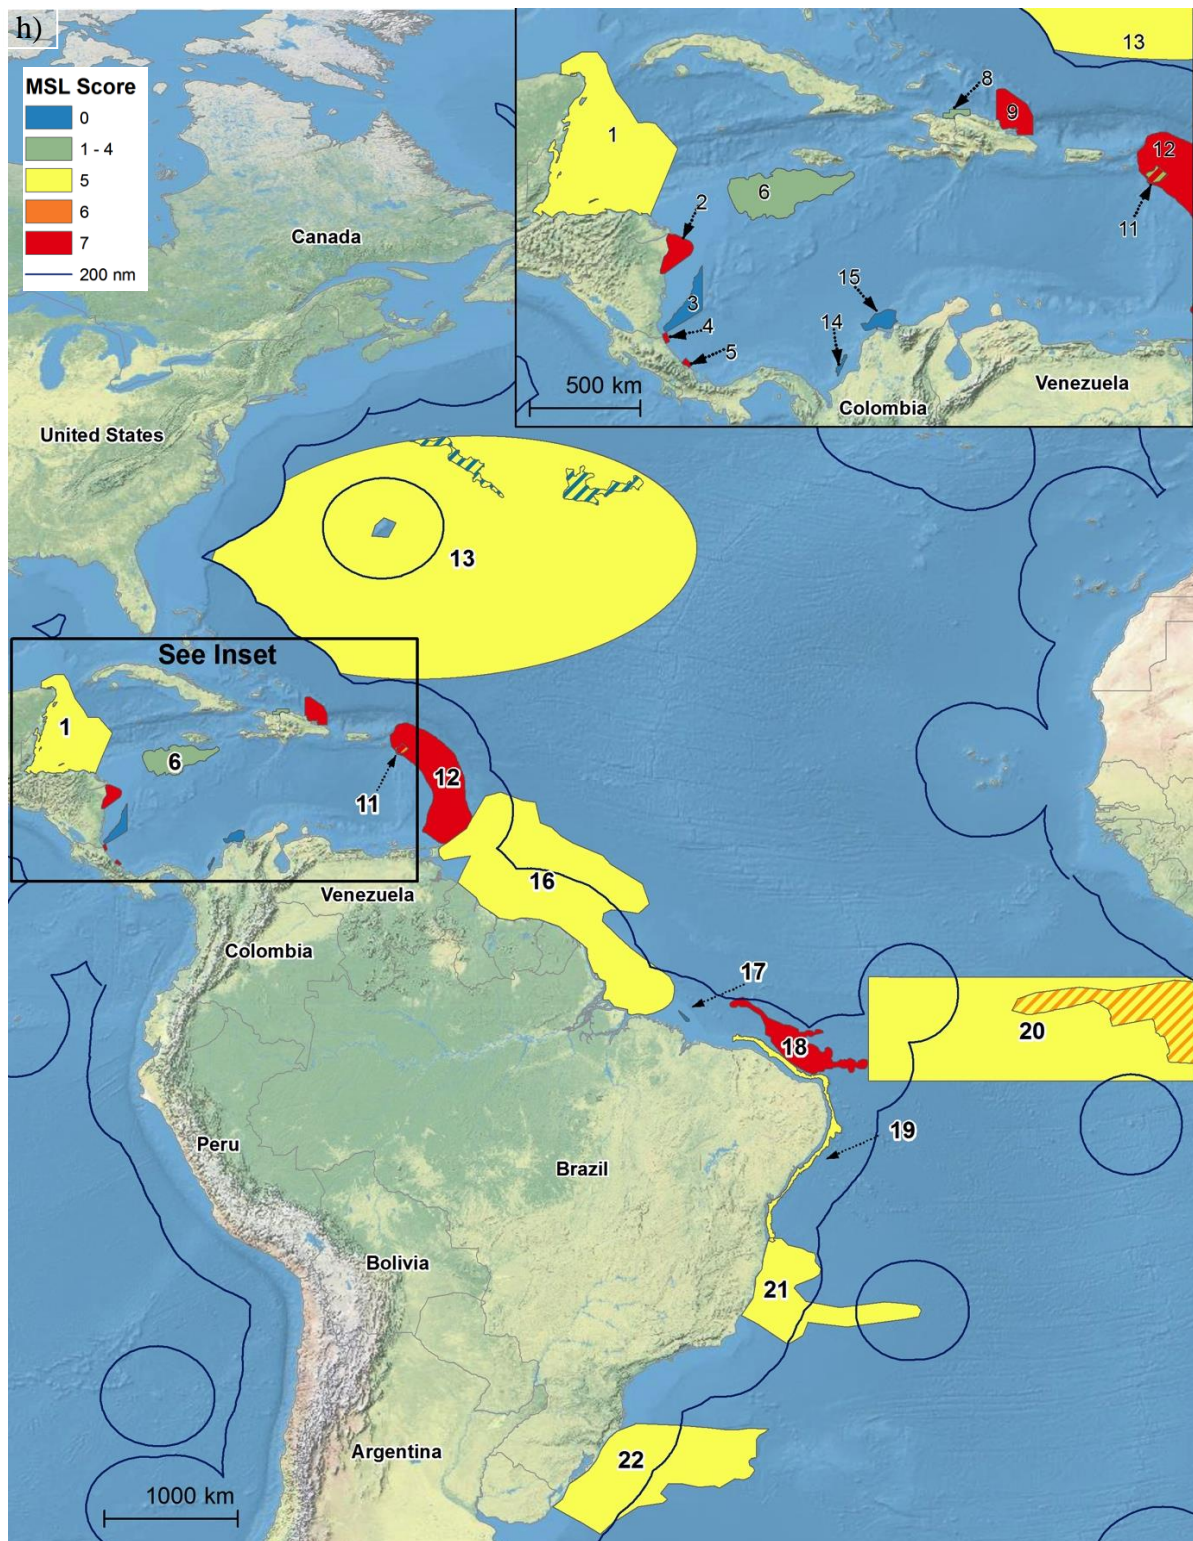 h)
MSL Score
0
1 - 4
5
6
7
200 nm
13
8
9
1
12
6
2
11
15
3
14
4
5
500 km
Venezuela
Colombia
Canada
United States
13
See Inset
1
6
12
11
16
Venezuela
Colombia
17
20
18
19
Peru
Brazil
Bolivia
21
Argentina
22
1000 km